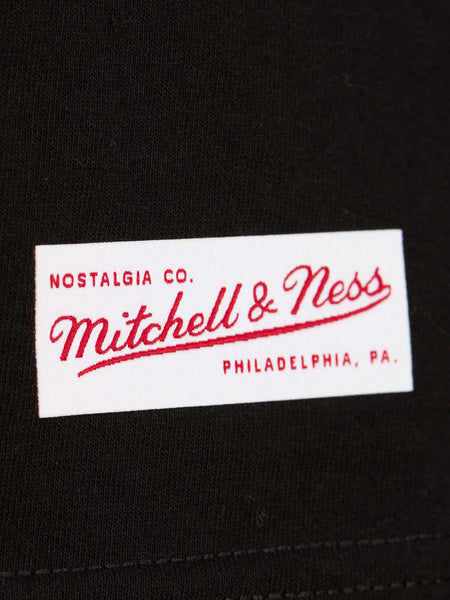 NOSTALGIA CO.
Mitchell & Ness
PHILADELPHIA, PA.